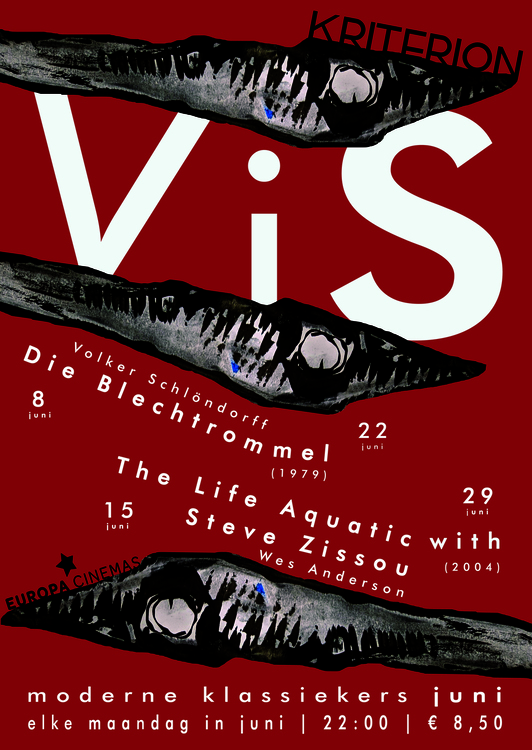 KRITERION
ViS
Volker Schlöndorff
Die Blechtrommel
(1979)
8
juni
22
juni
The Life Aquatic with
Steve Zissou
(2004)
Wes Anderson
15
juni
29
juni
EUROPA CINEMAS
moderne klassiekers juni
elke maandag in juni | 22:00 | € 8,50